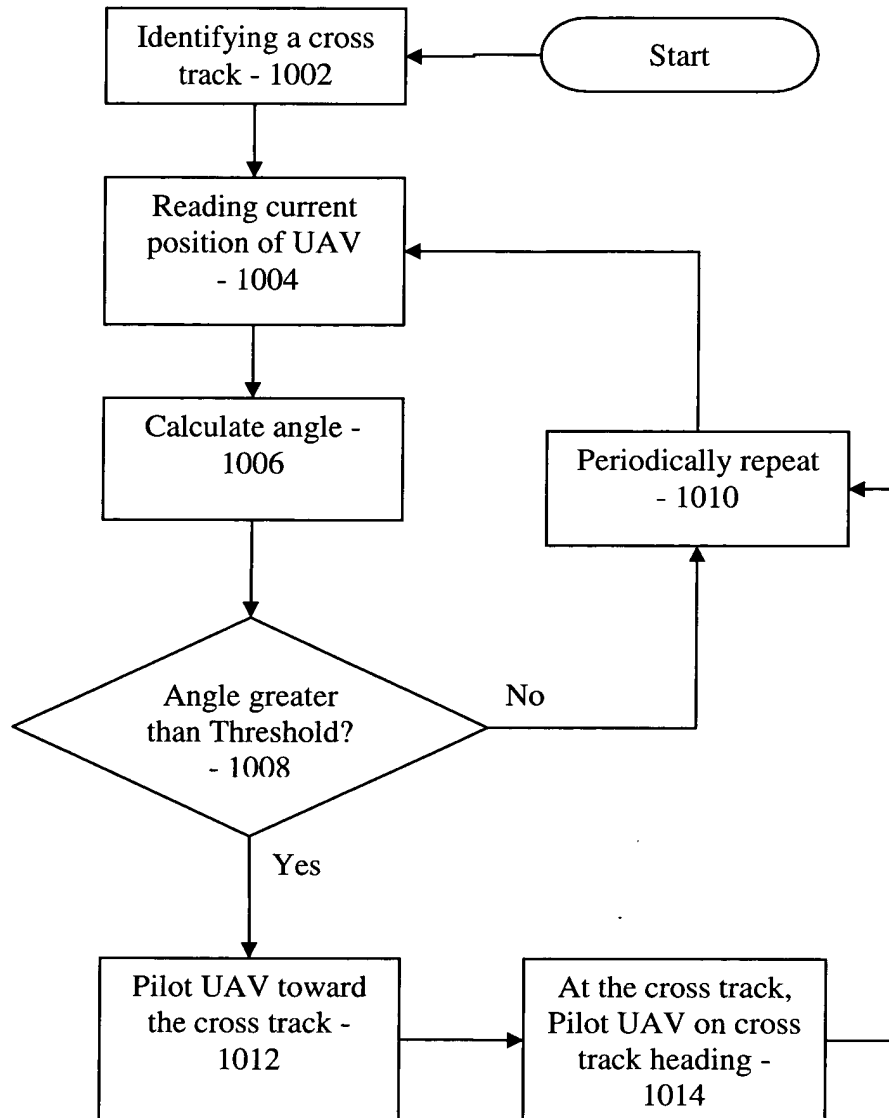 Identifying a cross
track - 1002
Start
Reading current
position of UAV
- 1004
Calculate angle -
1006
Periodically repeat
- 1010
Angle greater
than Threshold?
- 1008
No
Yes
Pilot UAV toward
the cross track -
1012
At the cross track,
Pilot UAV on cross
track heading -
1014